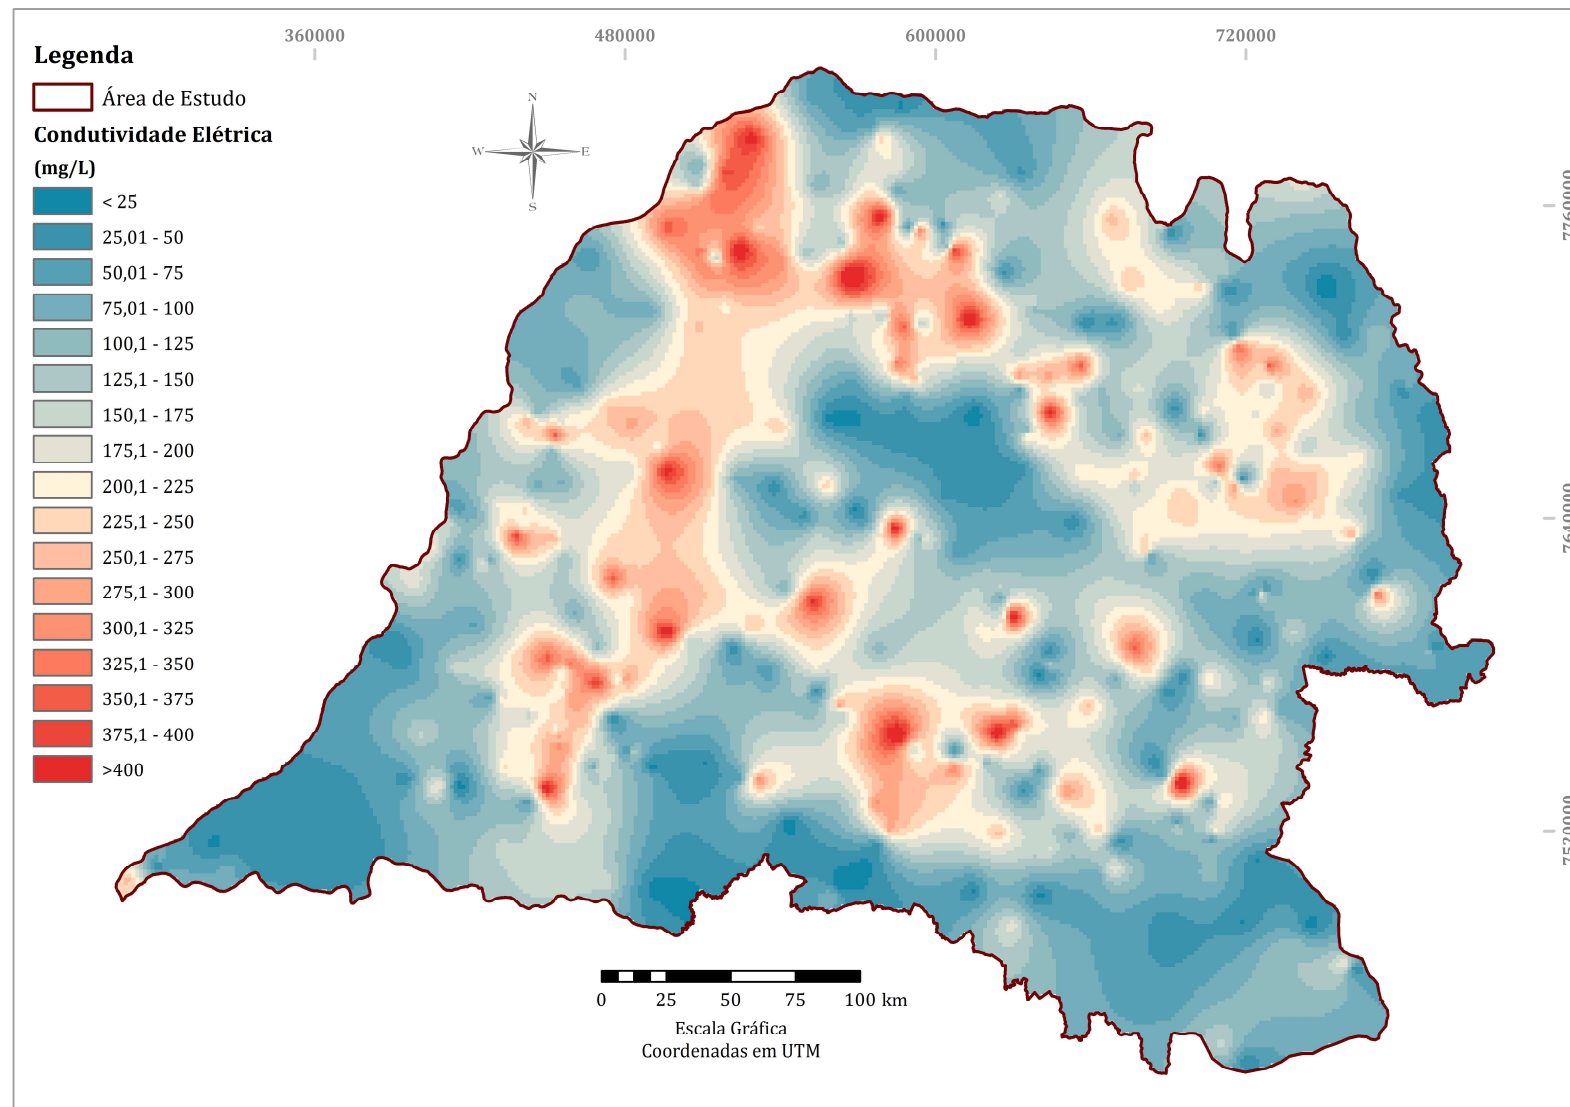 360000
480000
600000
720000
Legenda
Área de Estudo
Condutividade Elétrica
(mg/L)
< 25
25,01 - 50
50,01 - 75
75,01 - 100
100,1 - 125
125,1 - 150
150,1 - 175
175,1 - 200
200,1 - 225
225,1 - 250
250,1 - 275
275,1 - 300
300,1 - 325
325,1 - 350
350,1 - 375
375,1 - 400
>400
N
W
E
S
7760000
7640000
7520000
0 25 50 75 100 km
Escala Gráfica
Coordenadas em UTM